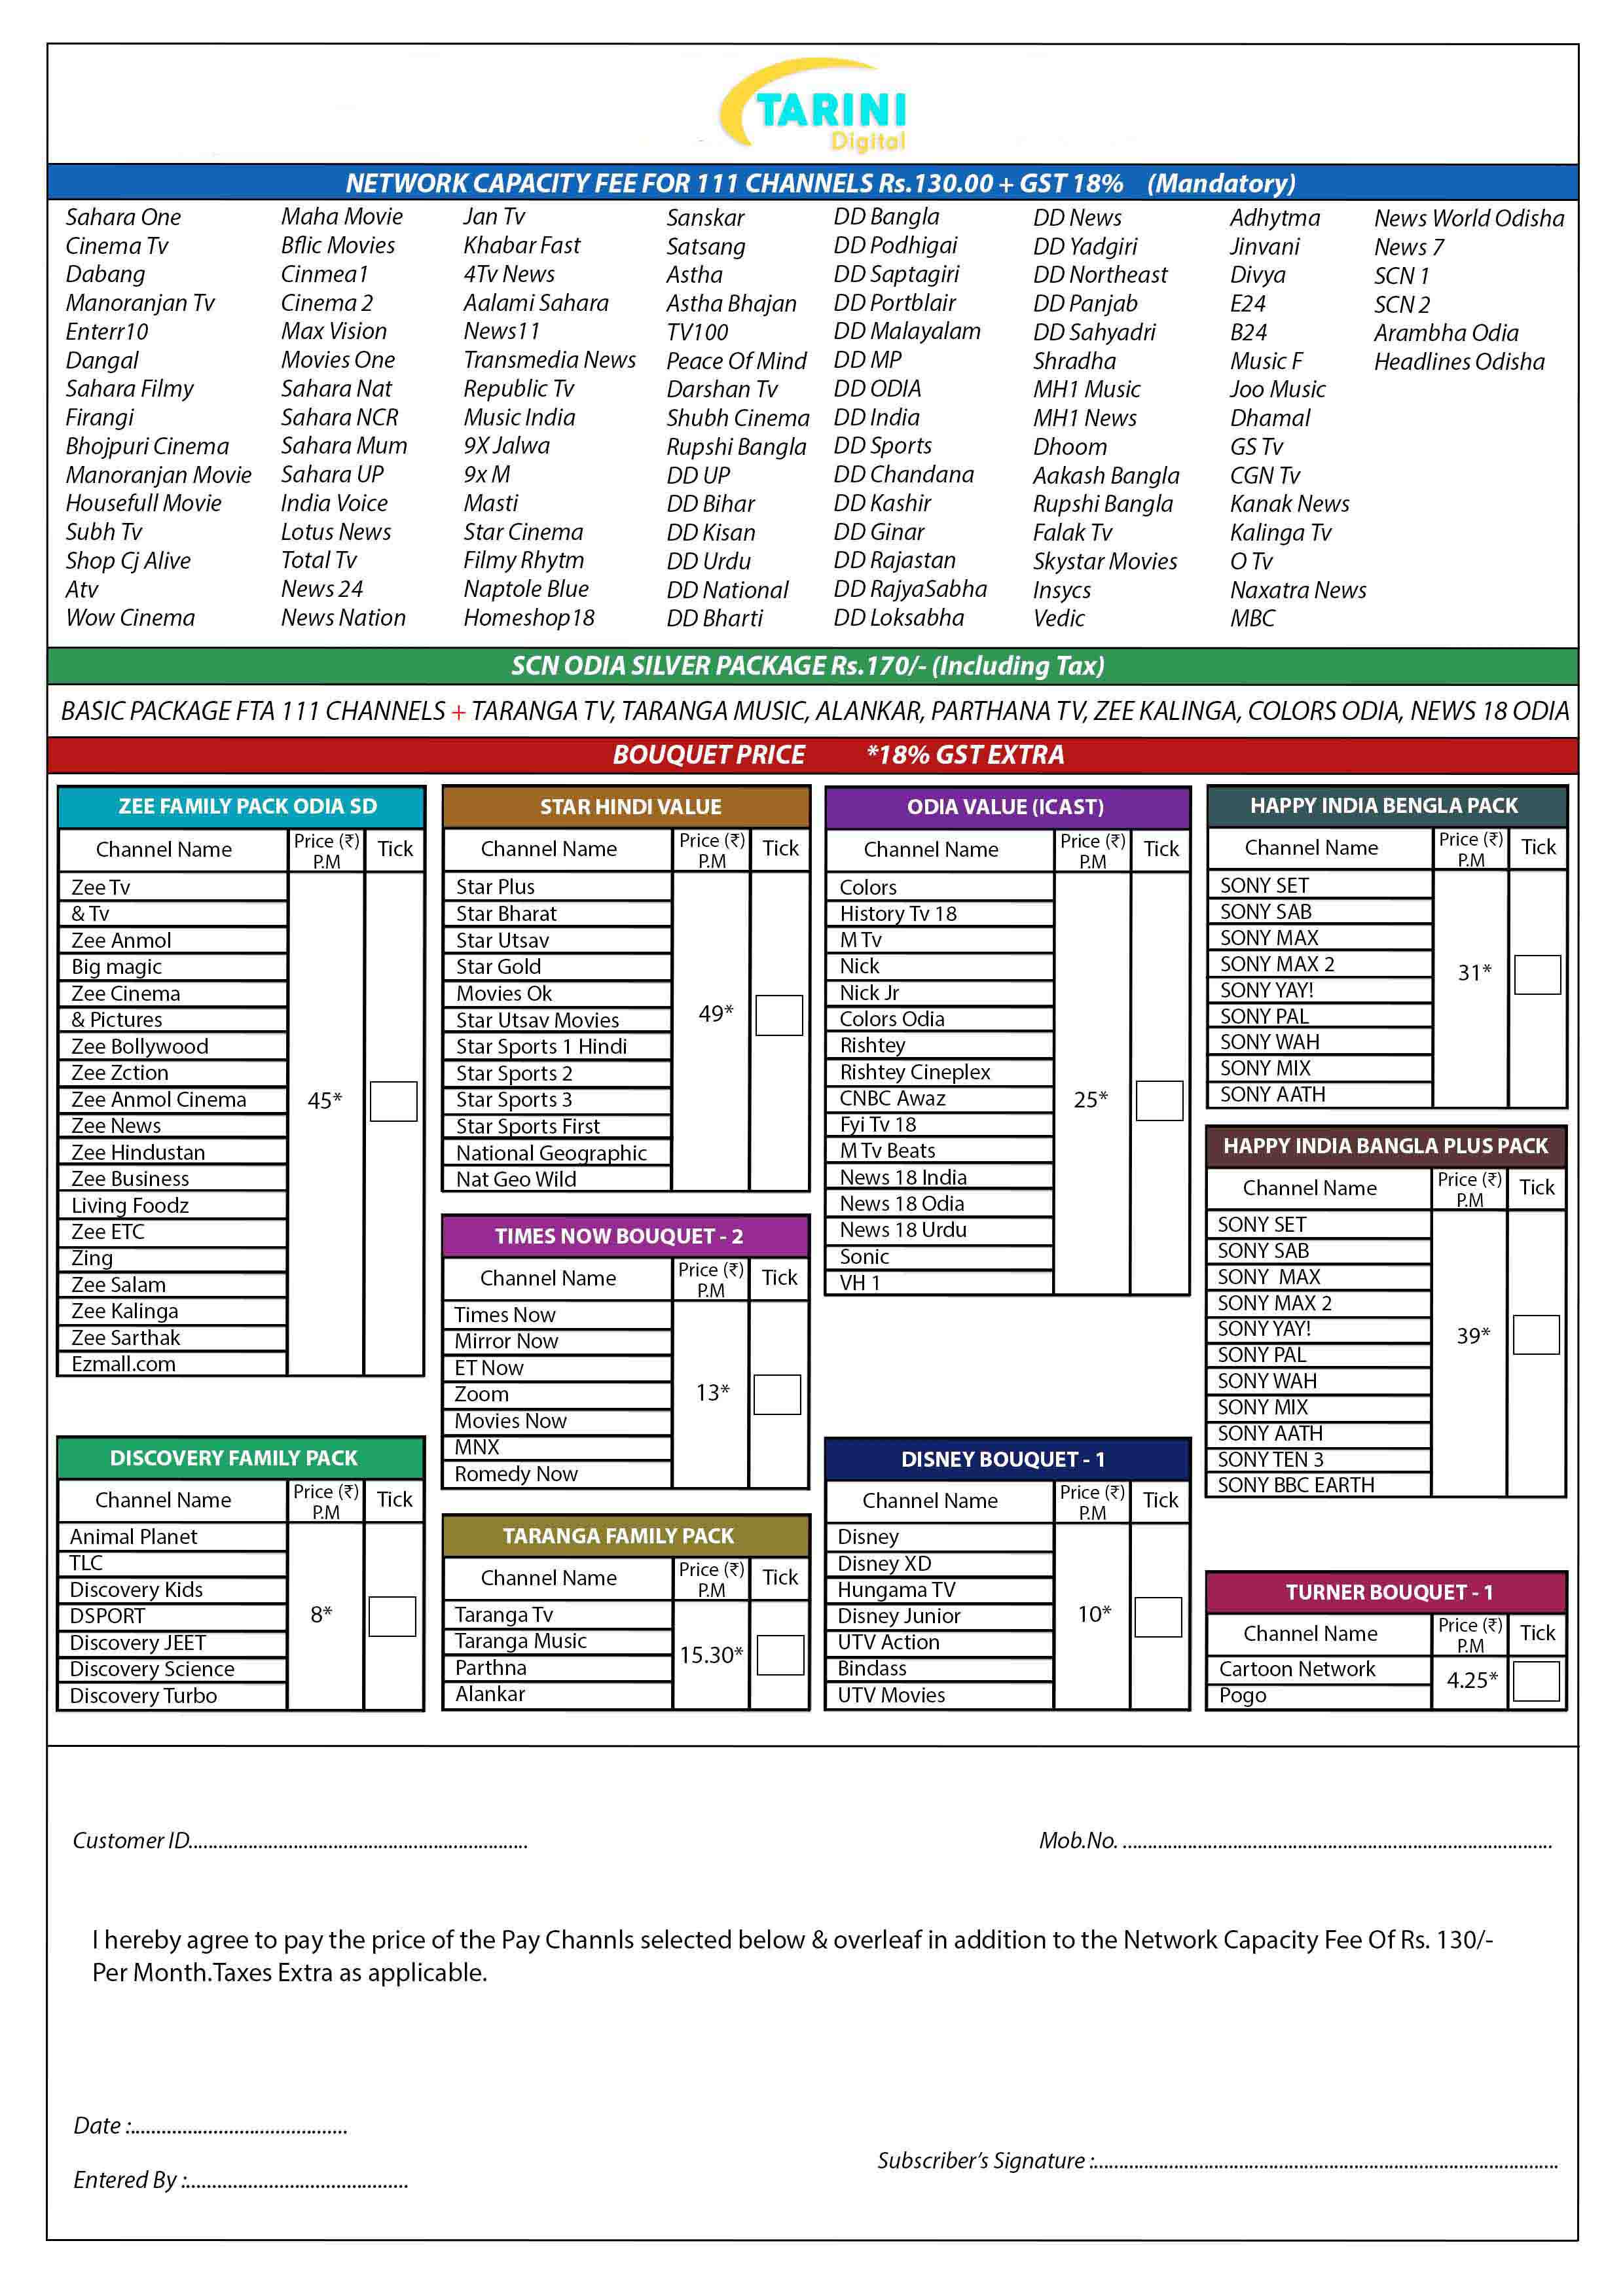 TARINI
Digital
NETWORK CAPACITY FEE FOR 111 CHANNELS Rs.130.00 + GST 18% (Mandatory)
Sahara One
Cinema Tv
Dabang
Manoranjan Tv
Enterr10
Dangal
Sahara Filmy
Firangi
Bhojpuri Cinema
Manoranjan Movie
Housefull Movie
Subh Tv
Shop Cj Alive
Atv
Wow Cinema
Maha Movie
Bflic Movies
Cinmea1
Cinema 2
Max Vision
Movies One
Sahara Nat
Sahara NCR
Sahara Mum
Sahara UP
India Voice
Lotus News
Total Tv
News 24
News Nation
Jan Tv
Khabar Fast
4Tv News
Aalami Sahara
News11
Transmedia News
Republic Tv
Music India
9X Jalwa
9x M
Masti
Star Cinema
Filmy Rhytm
Naptole Blue
Homeshop18
Sanskar
Satsang
Astha
Astha Bhajan
TV100
Peace Of Mind
Darshan Tv
Shubh Cinema
Rupshi Bangla
DD UP
DD Bihar
DD Kisan
DD Urdu
DD National
DD Bharti
DD Bangla
DD Podhigai
DD Saptagiri
DD Portblair
DD Malayalam
DD MP
DD ODIA
DD India
DD Sports
DD Chandana
DD Kashir
DD Ginar
DD Rajastan
DD RajyaSabha
DD Loksabha
DD News
DD Yadgiri
DD Northeast
DD Panjab
DD Sahyadri
Shradha
MH1 Music
MH1 News
Dhoom
Aakash Bangla
Rupshi Bangla
Falak Tv
Skystar Movies
Insycs
Vedic
Adhytma
Jinvani
Divya
E24
B24
Music F
Joo Music
Dhamal
GS Tv
CGN Tv
Kanak News
Kalinga Tv
O Tv
Naxatra News
MBC
News World Odisha
News 7
SCN 1
SCN 2
Arambha Odia
Headlines Odisha
SCN ODIA SILVER PACKAGE Rs.170/- (Including Tax)
BASIC PACKAGE FTA 111 CHANNELS + TARANGA TV, TARANGA MUSIC, ALANKAR, PARTHANA TV, ZEE KALINGA, COLORS ODIA, NEWS 18 ODIA
BOUQUET PRICE *18% GST EXTRA
ZEE FAMILY PACK ODIA SD
Channel Name Price (₹) P.M Tick
Zee Tv
& Tv
Zee Anmol
Big magic
Zee Cinema
& Pictures
Zee Bollywood
Zee Zction
Zee Anmol Cinema
Zee News
Zee Hindustan
Zee Business
Living Foodz
Zee ETC
Zing
Zee Salam
Zee Kalinga
Zee Sarthak
Ezmall.com
45*
DISCOVERY FAMILY PACK
Channel Name Price (₹) P.M Tick
Animal Planet
TLC
Discovery Kids
DSPORT
Discovery JEET
Discovery Science
Discovery Turbo
8*
STAR HINDI VALUE
Channel Name Price (₹) P.M Tick
Star Plus
Star Bharat
Star Utsav
Star Gold
Movies Ok
Star Utsav Movies
Star Sports 1 Hindi
Star Sports 2
Star Sports 3
Star Sports First
National Geographic
Nat Geo Wild
49*
TIMES NOW BOUQUET - 2
Channel Name Price (₹) P.M Tick
Times Now
Mirror Now
ET Now
Zoom
Movies Now
MNX
Romedy Now
13*
TARANGA FAMILY PACK
Channel Name Price (₹) P.M Tick
Taranga Tv
Taranga Music
Parthna
Alankar
15.30*
ODIA VALUE (ICAST)
Channel Name Price (₹) P.M Tick
Colors
History Tv 18
M Tv
Nick
Nick Jr
Colors Odia
Rishtey
Rishtey Cineplex
CNBC Awaz
Fyi Tv 18
M Tv Beats
News 18 India
News 18 Odia
News 18 Urdu
Sonic
VH 1
25*
DISNEY BOUQUET - 1
Channel Name Price (₹) P.M Tick
Disney
Disney XD
Hungama TV
Disney Junior
UTV Action
Bindass
UTV Movies
10*
HAPPY INDIA BENGLA PACK
Channel Name Price (₹) P.M Tick
SONY SET
SONY SAB
SONY MAX
SONY MAX 2
SONY YAY!
SONY PAL
SONY WAH
SONY MIX
SONY AATH
31*
HAPPY INDIA BANGLA PLUS PACK
Channel Name Price (₹) P.M Tick
SONY SET
SONY SAB
SONY MAX
SONY MAX 2
SONY YAY!
SONY PAL
SONY WAH
SONY MIX
SONY AATH
SONY TEN 3
SONY BBC EARTH
39*
TURNER BOUQUET - 1
Channel Name Price (₹) P.M Tick
Cartoon Network
Pogo
4.25*
Customer ID..................................................................
Mob.No. ....................................................................................
I hereby agree to pay the price of the Pay Channls selected below & overleaf in addition to the Network Capacity Fee Of Rs. 130/-
Per Month.Taxes Extra as applicable.
Date :..........................................
Subscriber's Signature :...........................................................................................
Entered By :...........................................